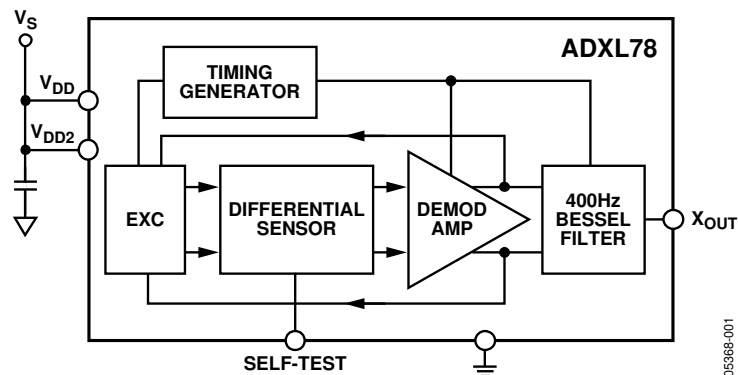 VS
ADXL78
TIMING
GENERATOR
VDD
VDD2
EXC
DIFFERENTIAL
SENSOR
DEMOD
AMP
400Hz
BESSEL
FILTER
XOUT
SELF-TEST
05368-001